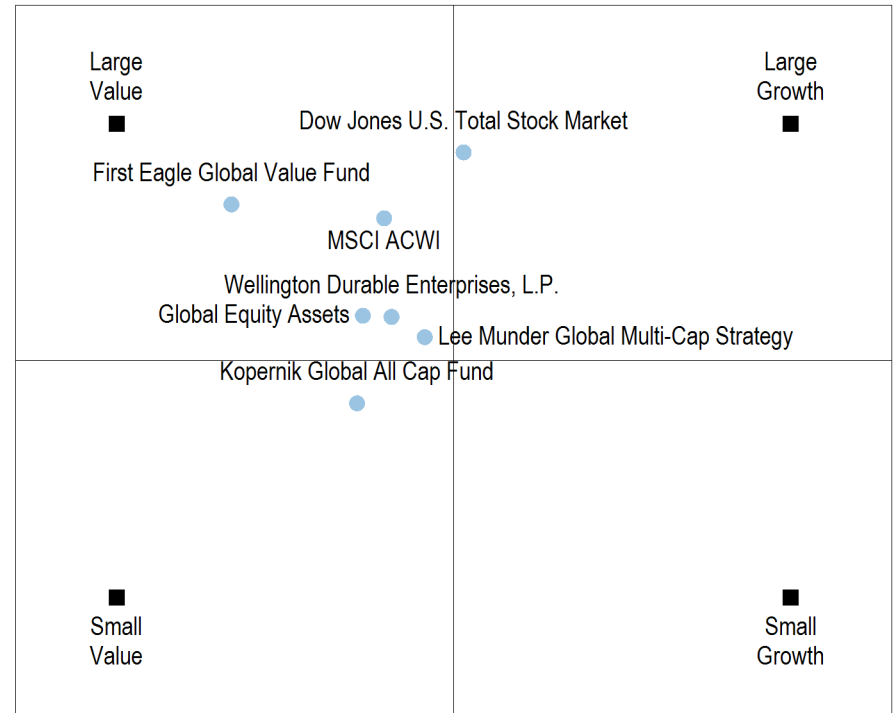 Large
Value
Large
Growth
Dow Jones U.S. Total Stock Market
First Eagle Global Value Fund
MSCI ACWI
Wellington Durable Enterprises, L.P.
Global Equity Assets
Lee Munder Global Multi-Cap Strategy
Kopernik Global All Cap Fund
Small
Value
Small
Growth